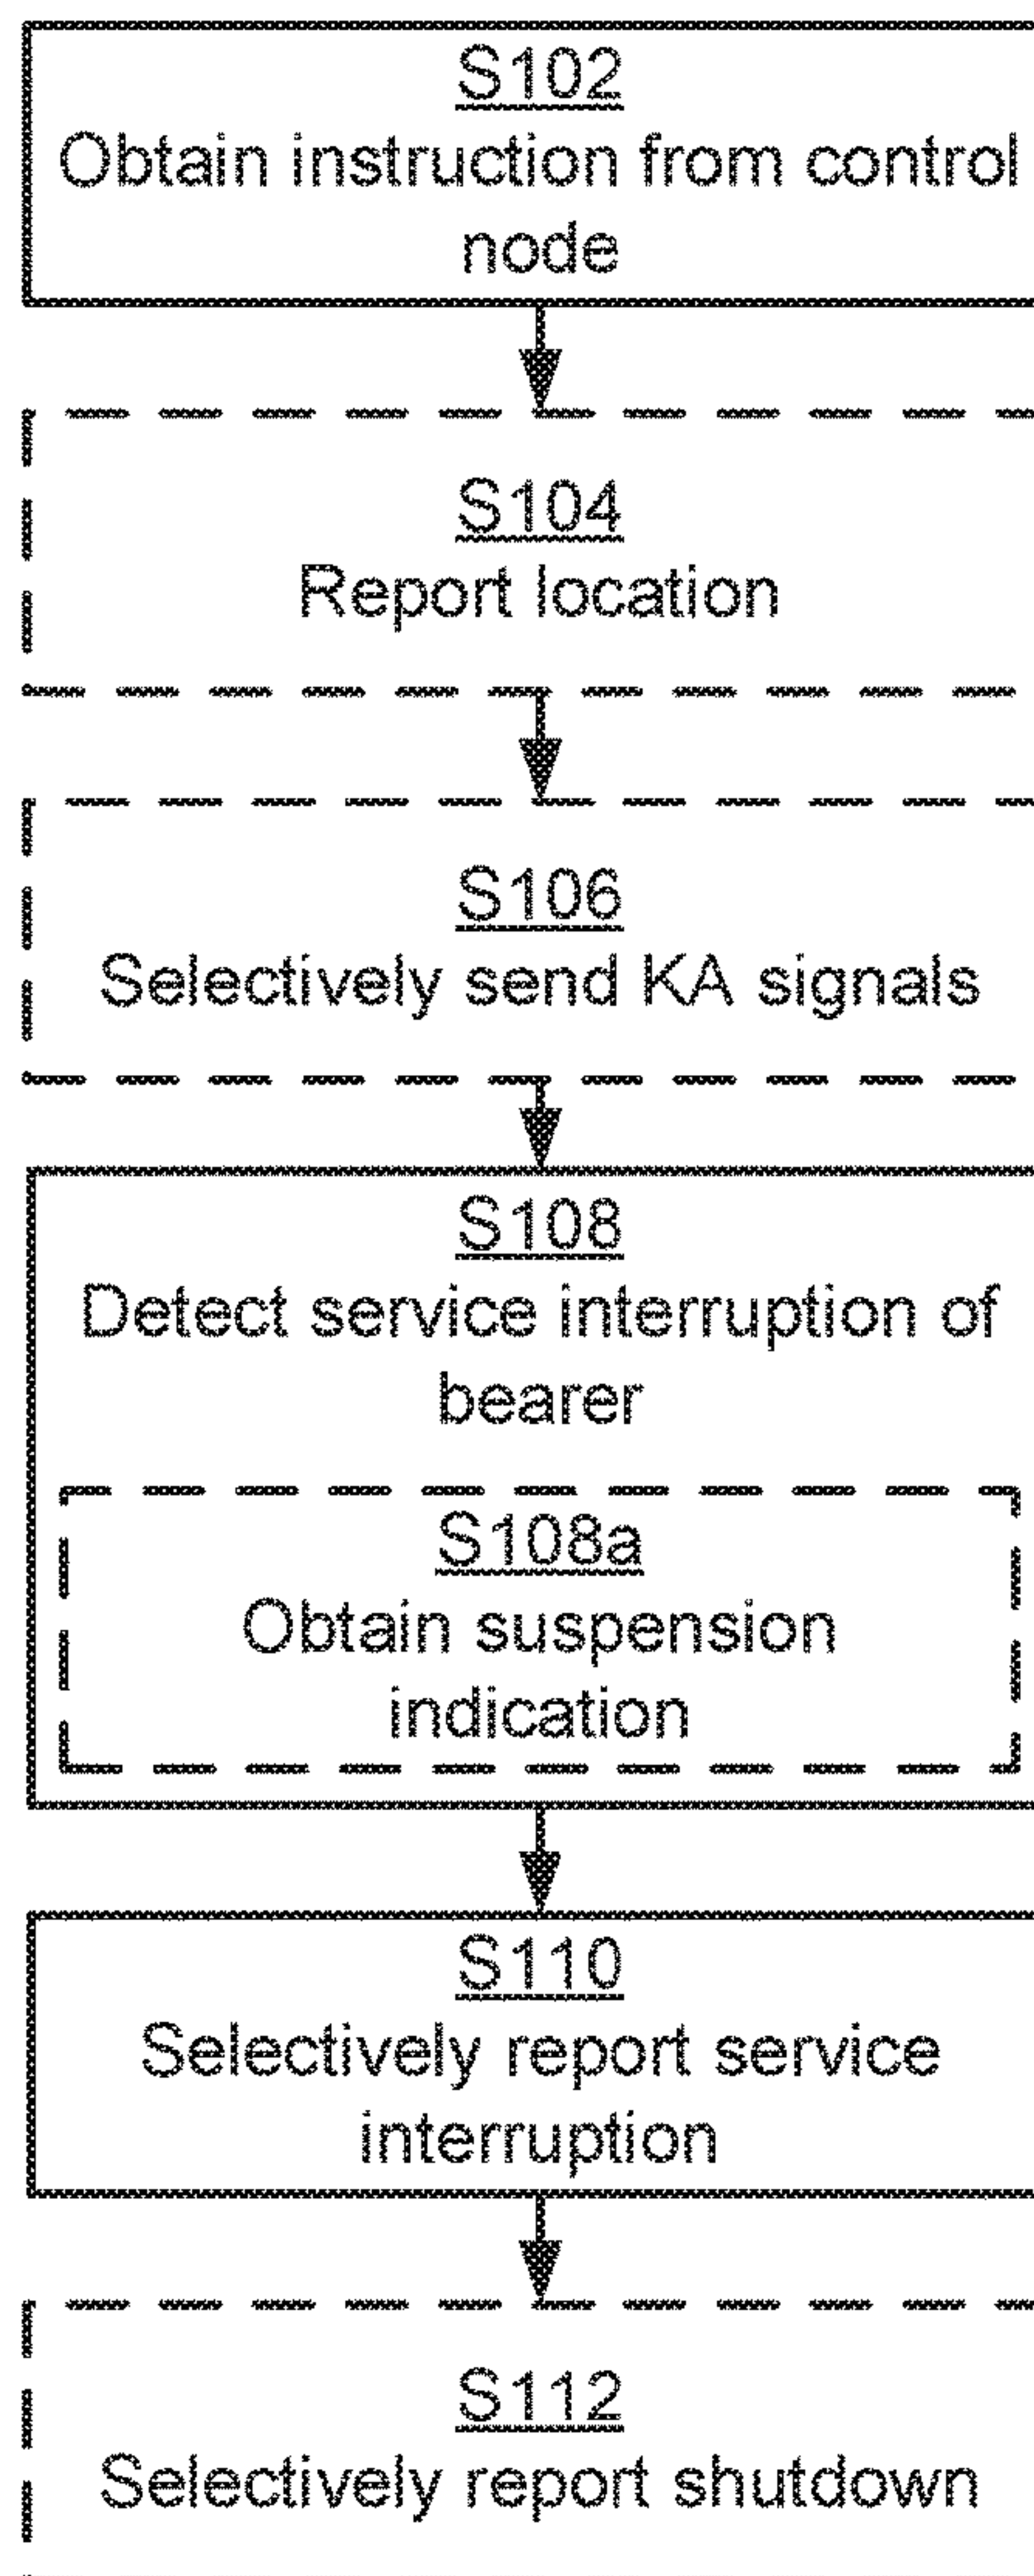 S102
Obtain instruction from control
node
S104
Report location
S106
Selectively send KA signals
S108
Detect service interruption of
bearer
S108a
Obtain suspension
indication
S110
Selectively report service
interruption
S112
Selectively report shutdown